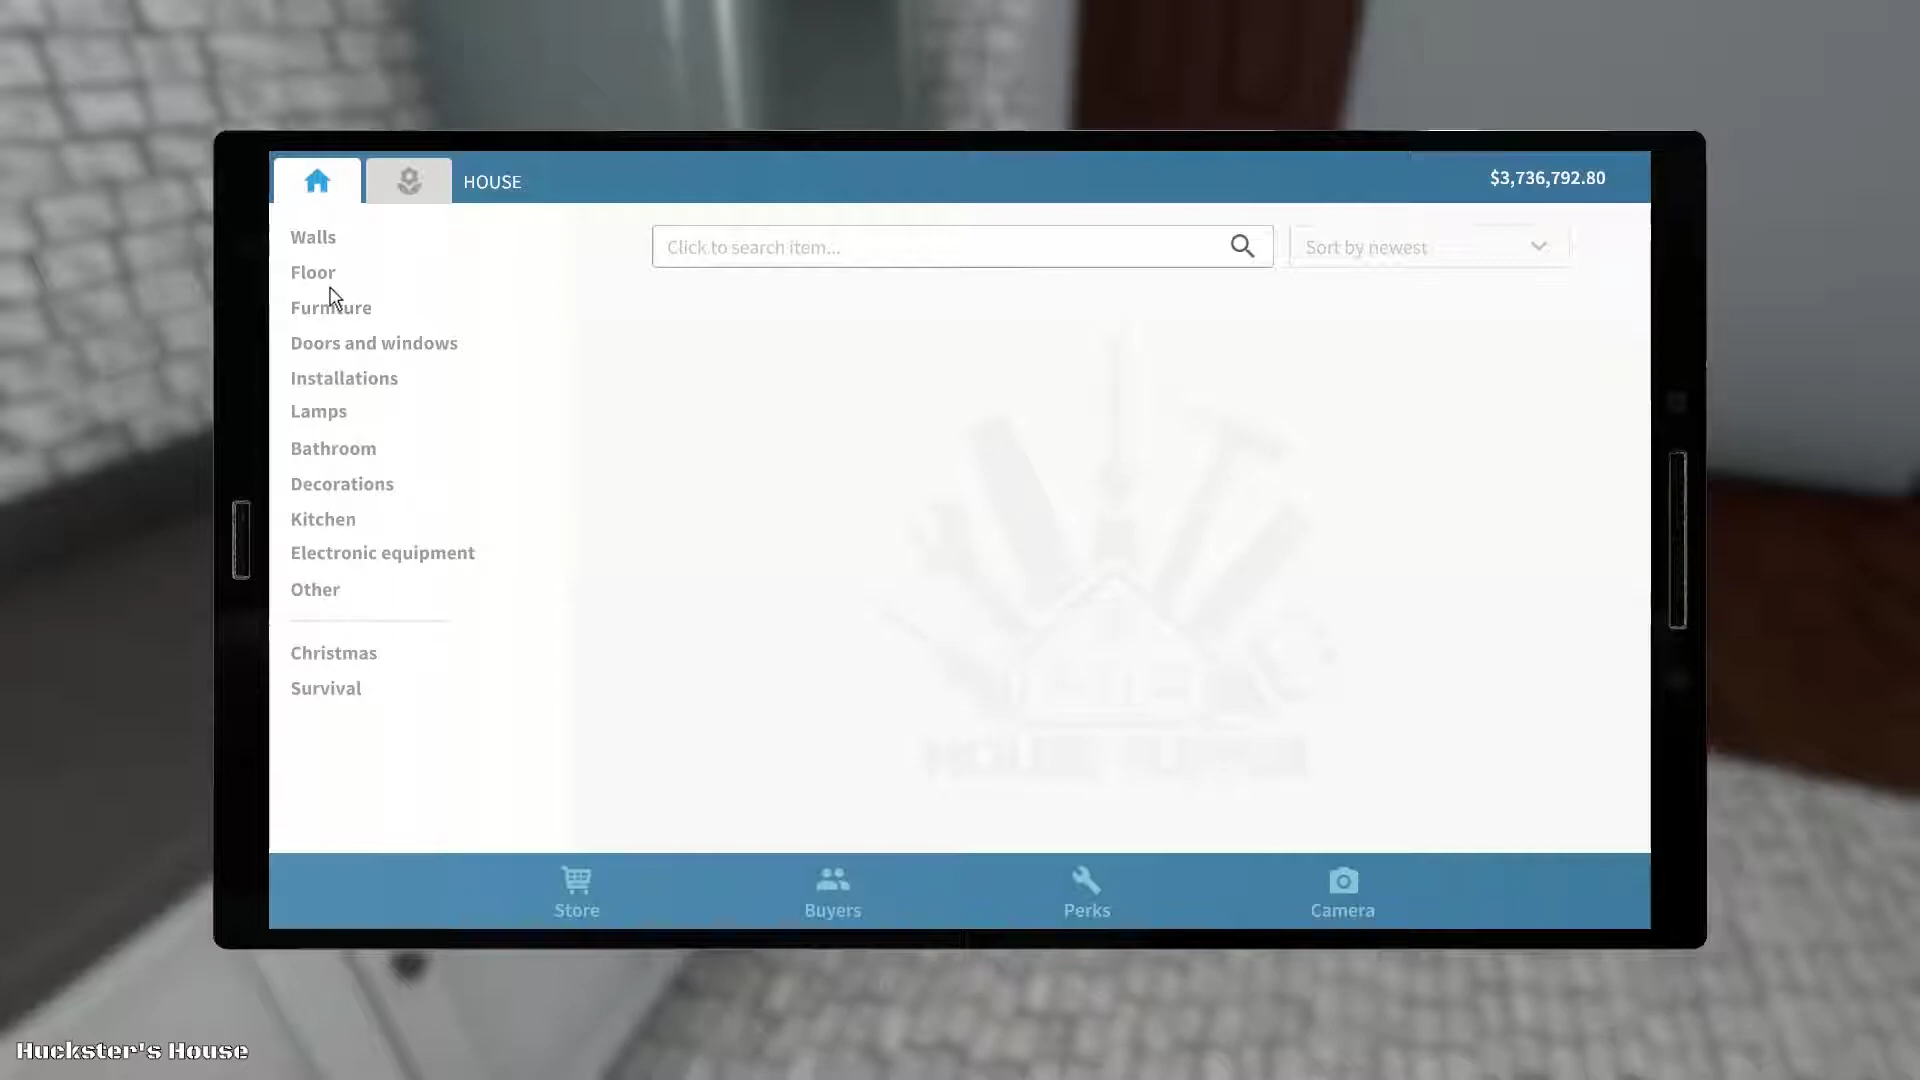 HOUSE
$3,736,792.80
Click to search item...
Sort by newest
Walls
Floor
Furniture
Doors and windows
Installations
Lamps
Bathroom
Decorations
Kitchen
Electronic equipment
Other
Christmas
Survival
Store
Buyers
Perks
Camera
Huckster's House